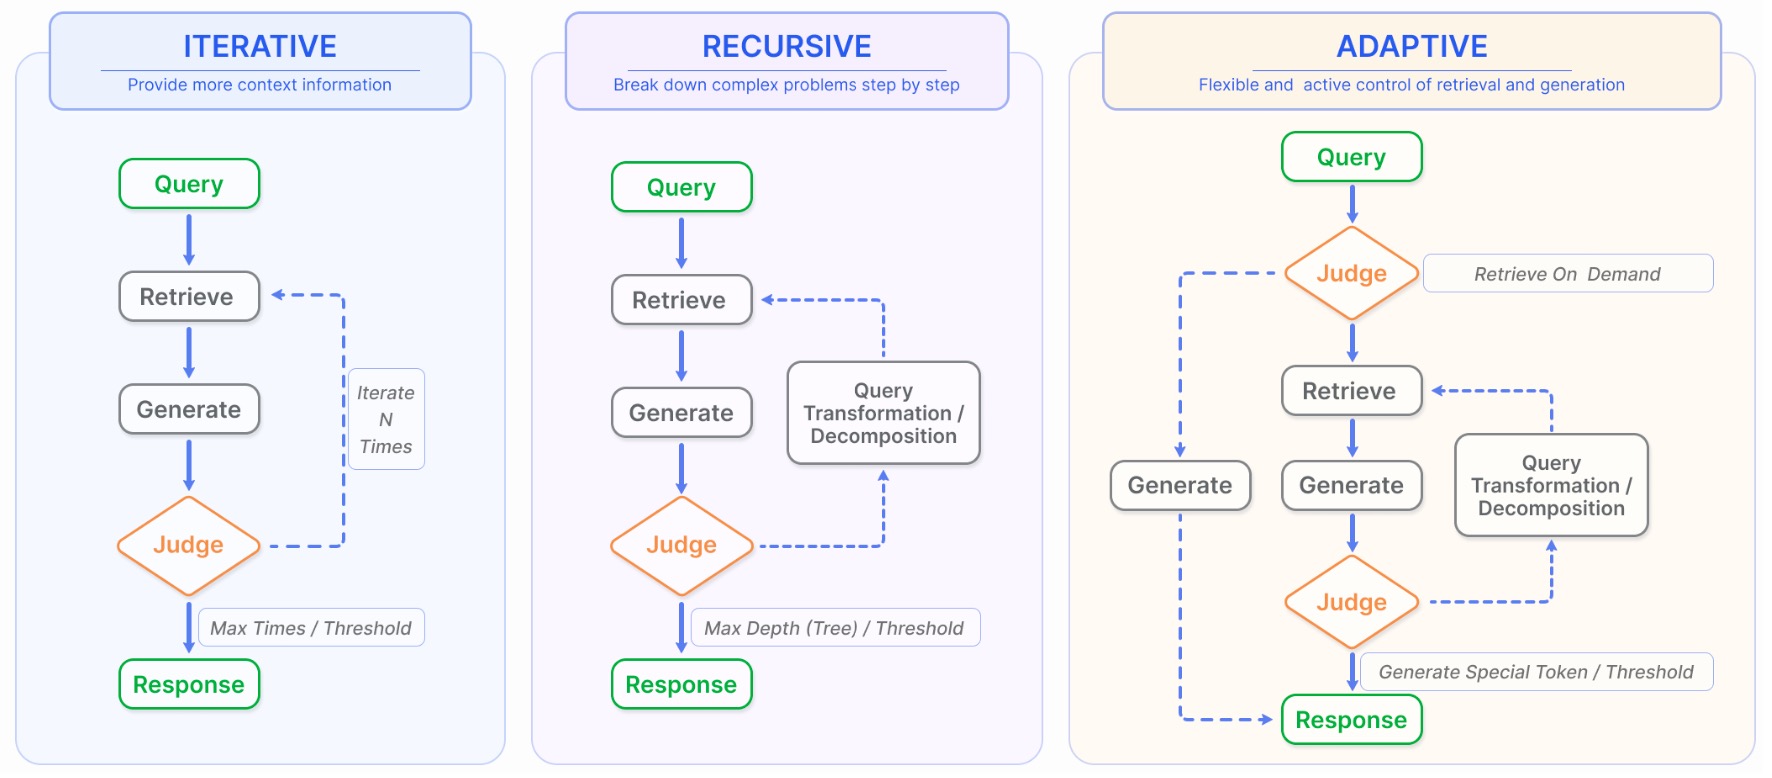 ITERATIVE
Provide more context information
Query
Retrieve
Generate
Iterate
N
Times
Judge
Max Times / Threshold
Response
RECURSIVE
Break down complex problems step by step
Query
Retrieve
Generate
Query
Transformation /
Decomposition
Judge
Max Depth (Tree) / Threshold
Response
ADAPTIVE
Flexible and active control of retrieval and generation
Query
Judge
Retrieve On Demand
Retrieve
Generate
Generate
Query
Transformation /
Decomposition
Judge
Generate Special Token / Threshold
Response